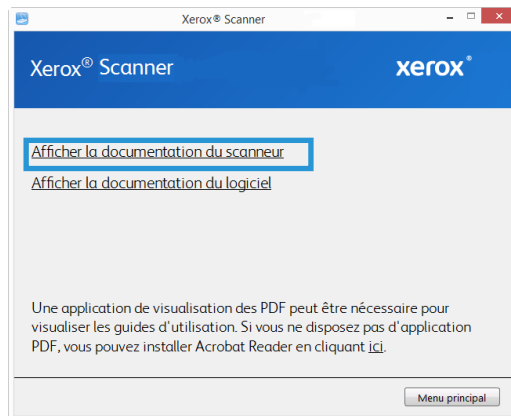 Xerox® Scanner
Xerox® Scanner
xerox®
Afficher la documentation du scanneur
Afficher la documentation du logiciel
Une application de visualisation des PDF peut être nécessaire pour
visualiser les guides d'utilisation. Si vous ne disposez pas d'application
PDF, vous pouvez installer Acrobat Reader en cliquant ici.
Menu principal